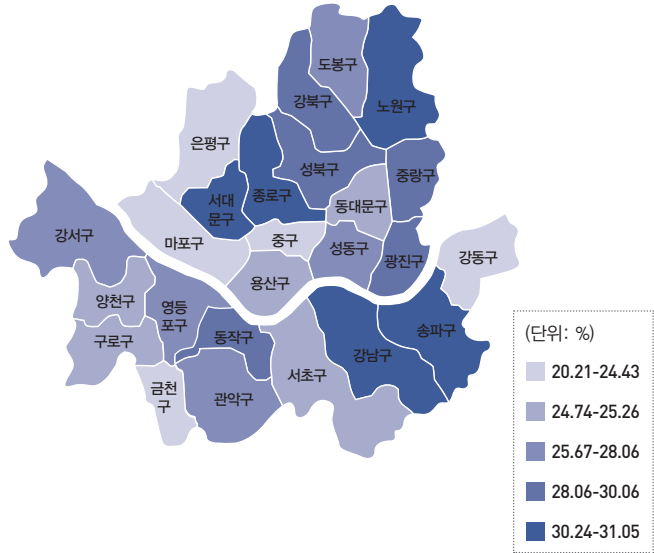 도봉구
강북구
노원구
은평구
성북구
중랑구
서대
문구
종로구
동대문구
강서구
마포구
중구
성동구
광진구
강동구
용산구
양천구
영등
포구
구로구
동작구
송파구
강남구
서초구
금천
구
관악구
(단위: %)
20.21-24.43
24.74-25.26
25.67-28.06
28.06-30.06
30.24-31.05